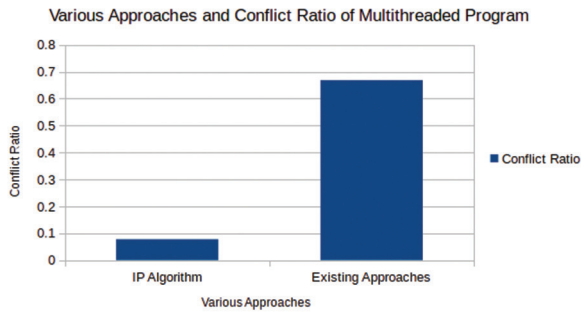 Various Approaches and Conflict Ratio of Multithreaded Program
0.8
0.7
0.6
0.5
0.4
0.3
0.2
0.1
0
Conflict Ratio
IP Algorithm
Existing Approaches
Various Approaches
Conflict Ratio